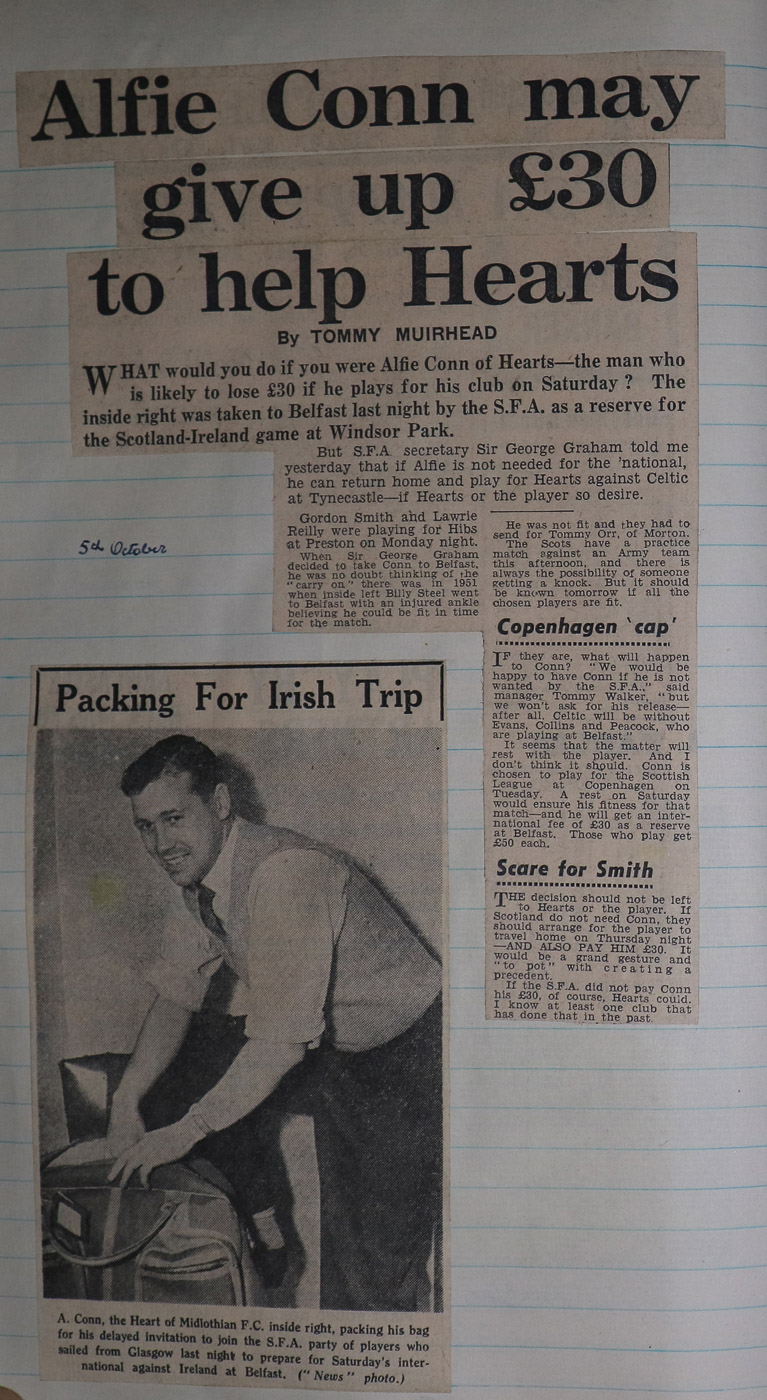 Alfie Conn may
give up £30
to help Hearts
By TOMMY MUIRHEAD
WHAT would you do if you were Alfie Conn of Hearts—the man who
is likely to lose £30 if he plays for his club on Saturday? The
inside right was taken to Belfast last night by the S.F.A. as a reserve for
the Scotland-Ireland game at Windsor Park.
But S.F.A. secretary Sir George Graham told me
yesterday that if Alfie is not needed for the 'national,
he can return home and play for Hearts against Celtic
at Tynecastle—if Hearts or the player so desire.
Gordon Smith and Lawrie
Reilly were playing for Hibs
at Preston on Monday night.
When Sir George Graham
decided to take Conn to Belfast,
he was no doubt thinking of the
"carry on" there was in 1951
when inside left Billy Steel went
to Belfast with an injured ankle
believing he could be fit in time
for the match.
He was not fit and they had to
send for Tommy Orr, of Morton.
The Scots have a practice
match against an Army team
this afternoon, and there is
always the possibility of someone
getting a knock. But it should
be known tomorrow if all the
chosen players are fit.
Copenhagen 'cap'
IF they are, what will happen
to Conn? "We would be
happy to have Conn if he is not
wanted by the S.F.A.," said
manager Tommy Walker, "but
we won't ask for his release—
after all, Celtic will be without
Evans, Collins and Peacock, who
are playing at Belfast."
It seems that the matter will
rest with the player. And I
don't think it should. Conn is
chosen to play for the Scottish
League at Copenhagen on
Tuesday. A rest on Saturday
would ensure his fitness for that
match—and he will get an inter-
national fee of £30 as a reserve
at Belfast. Those who play get
£50 each.
Scare for Smith
THE decision should not be left
to Hearts or the player. If
Scotland do not need Conn, they
should arrange for the player to
travel home on Thursday night
—AND ALSO PAY HIM £30. It
would be a grand gesture and
"to pot" with creating a
precedent.
If the S.F.A. did not pay Conn
his £30, of course, Hearts could.
I know at least one club that
has done that in the past.
5th October
Packing For Irish Trip
A. Conn, the Heart of Midlothian F.C. inside right, packing his bag
for his delayed invitation to join the S.F.A. party of players who
sailed from Glasgow last night to prepare for Saturday's inter-
national against Ireland at Belfast. ("News" photo.)